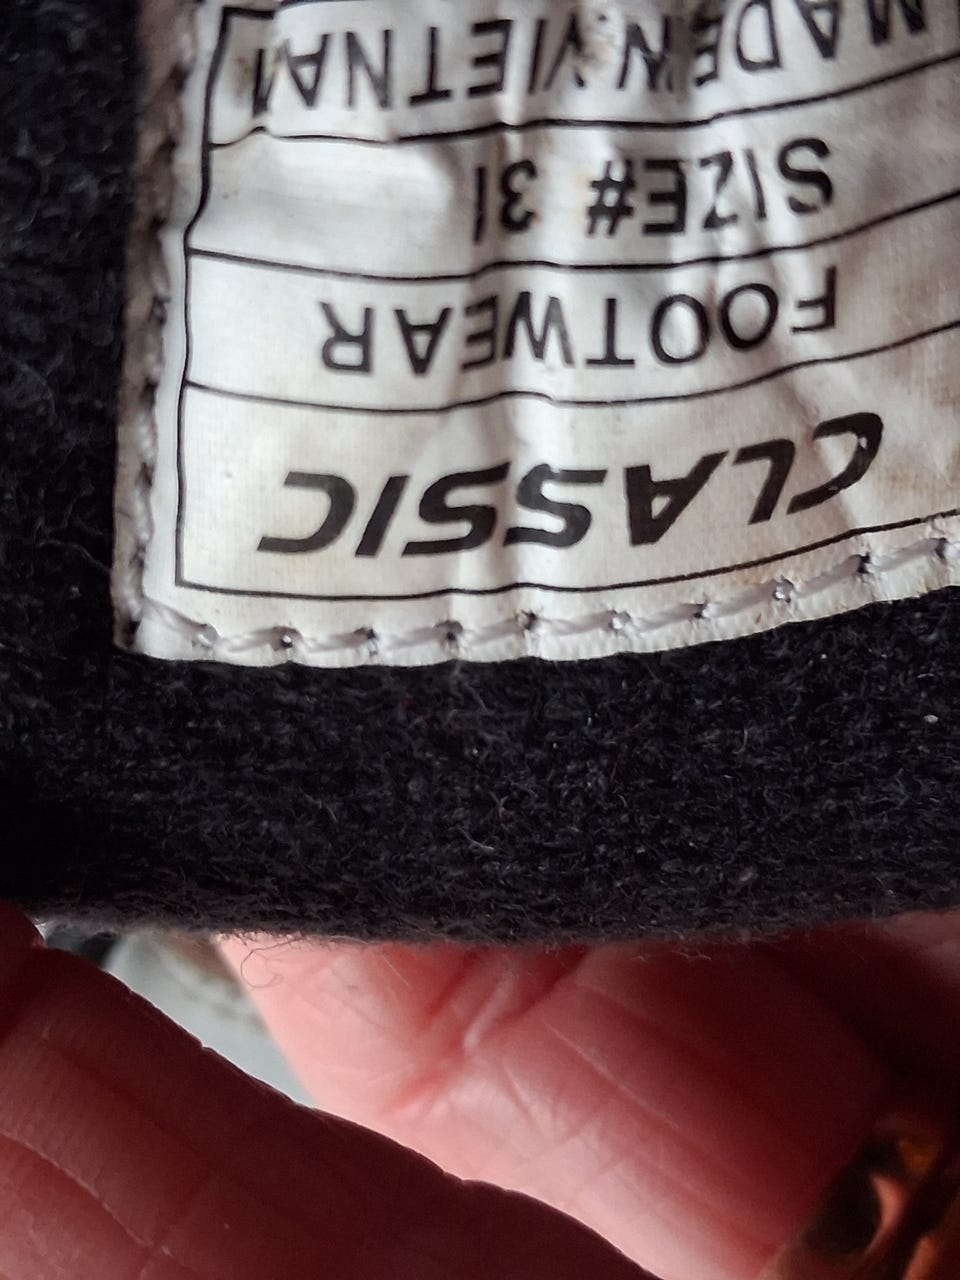 CLASSIC
FOOTWEAR
SIZE# 31
MADE IN VIETNAM